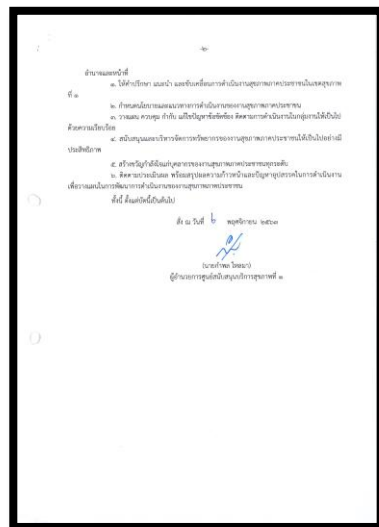 -๒-
อำนาจและหน้าที่
๑. ให้คำปรึกษา แนะนำ และขับเคลื่อนการดำเนินงานสุขภาพภาคประชาชนในเขตสุขภาพ
ที่ ๑
๒. กำหนดนโยบายและแนวทางการดำเนินงานของงานสุขภาพภาคประชาชน
๓. วางแผน ควบคุม กำกับ แก้ไขปัญหาข้อขัดข้อง ติดตามการดำเนินงานในกลุ่มงานให้เป็นไป
ด้วยความเรียบร้อย
๔. สนับสนุนและบริหารจัดการทรัพยากรของงานสุขภาพภาคประชาชนให้เป็นไปอย่างมี
ประสิทธิภาพ
๕. สร้างขวัญกำลังใจแก่บุคลากรของงานสุขภาพภาคประชาชนทุกระดับ
๖. ติดตามประเมินผล พร้อมสรุปผลความก้าวหน้าและปัญหาอุปสรรคในการดำเนินงาน
เพื่อวางแผนในการพัฒนาการดำเนินงานของงานสุขภาพภาคประชาชน
ทั้งนี้ ตั้งแต่บัดนี้เป็นต้นไป
สั่ง ณ วันที่ ๖ พฤศจิกายน ๒๕๖๓
(นายกำพล ไหลมา)
ผู้อำนวยการศูนย์สนับสนุนบริการสุขภาพที่ ๑